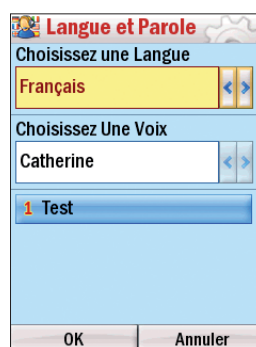 Langue et Parole
Choisissez une Langue
Français
Choisissez Une Voix
Catherine
1 Test
OK Annuler